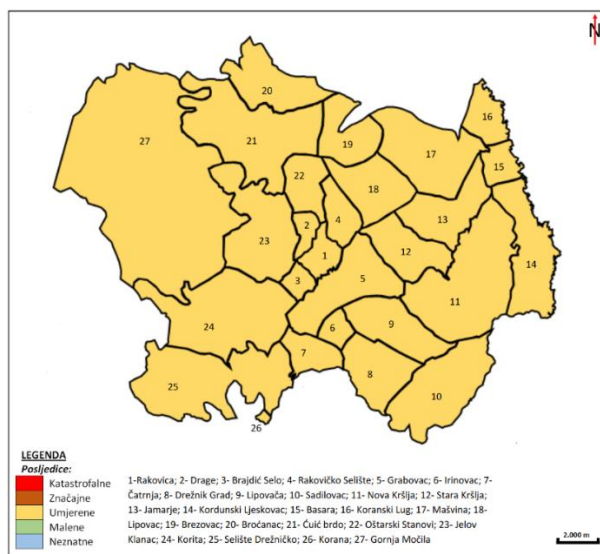 N
20
16
27
21
19
17
15
22
18
13
2
4
23
1
12
3
5
14
11
24
6
9
7
8
25
10
26
LEGENDA
Posljedice:
Katastrofalne
Značajne
Umjerene
Malene
Neznatne
1-Rakovica; 2- Drage; 3- Brajdić Selo; 4- Rakovičko Selište; 5- Grabovac; 6- Irinovac; 7-
Čatrnja; 8- Drežnik Grad; 9- Lipovača; 10- Sadilovac; 11- Nova Kršlja; 12- Stara Kršlja;
13- Jamarje; 14- Kordunski Ljeskovac; 15- Basara; 16- Koranski Lug; 17- Mašvina; 18-
Lipovac; 19- Brezovac; 20- Broćanac; 21- Ćuić brdo; 22- Oštarski Stanovi; 23- Jelov
Klanac; 24- Korita; 25- Selište Drežničko; 26- Korana; 27- Gornja Močila
2.000 m